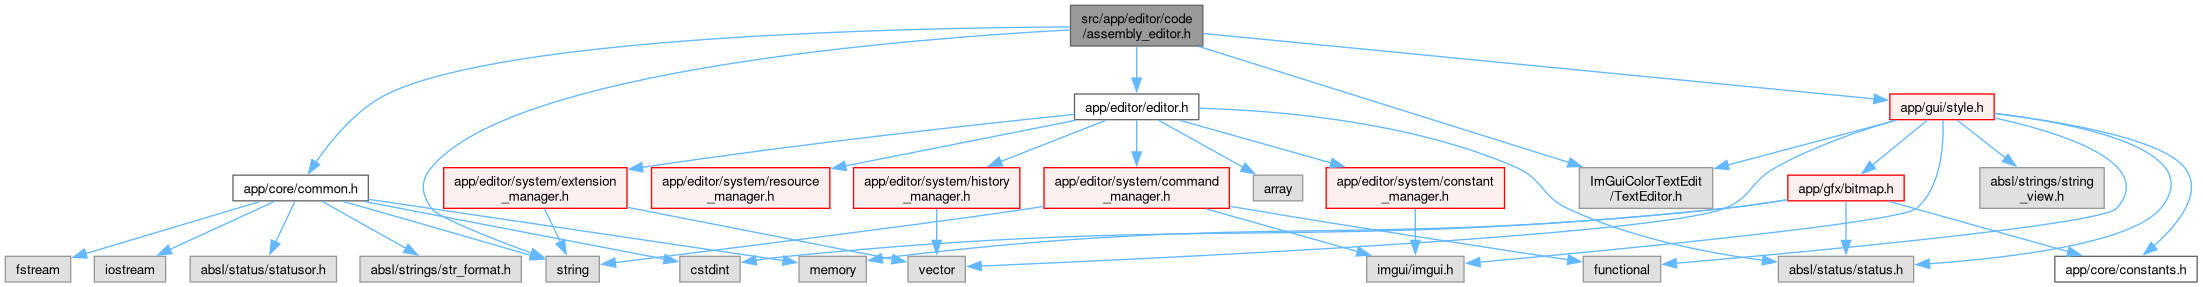 src/app/editor/code
/assembly_editor.h
app/editor/editor.h
app/gui/style.h
app/core/common.h
app/editor/system/extension
_manager.h
app/editor/system/resource
_manager.h
app/editor/system/history
_manager.h
app/editor/system/command
_manager.h
array
app/editor/system/constant
_manager.h
ImGuiColorTextEdit
/TextEditor.h
app/gfx/bitmap.h
absl/strings/string
_view.h
fstream
iostream
absl/status/statusor.h
absl/strings/str_format.h
string
cstdint
memory
vector
imgui/imgui.h
functional
absl/status/status.h
app/core/constants.h